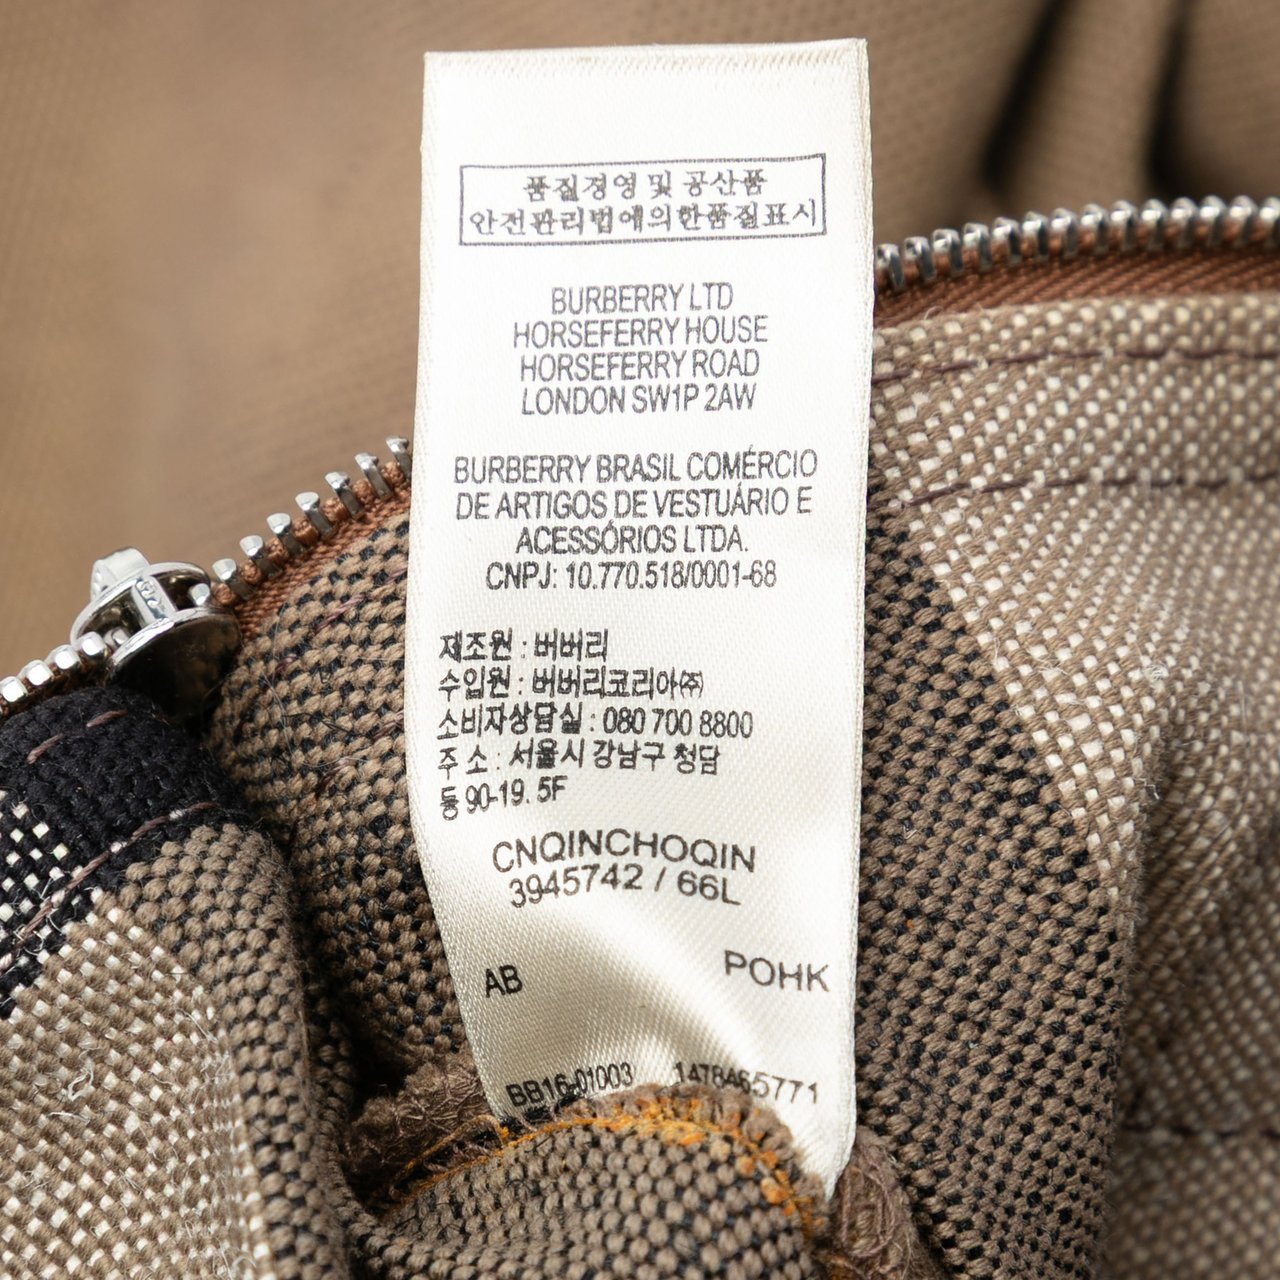 품질경영 및 공산품
안전관리법에의한품질표시
BURBERRY LTD
HORSEFERRY HOUSE
HORSEFERRY ROAD
LONDON SW1P 2AW
BURBERRY BRASIL COMÉRCIO
DE ARTIGOS DE VESTUÁRIO E
ACESSÓRIOS LTDA.
CNPJ: 10.770.518/0001-68
제조원 : 버버리
수입원 : 버버리코리아㈜
소비자상담실 : 080 700 8800
주 소 : 서울시 강남구 청담
동 90-19. 5F
CNQINCHOQIN
3945742 / 66L
AB POHK
BB16-01003 1478A65771